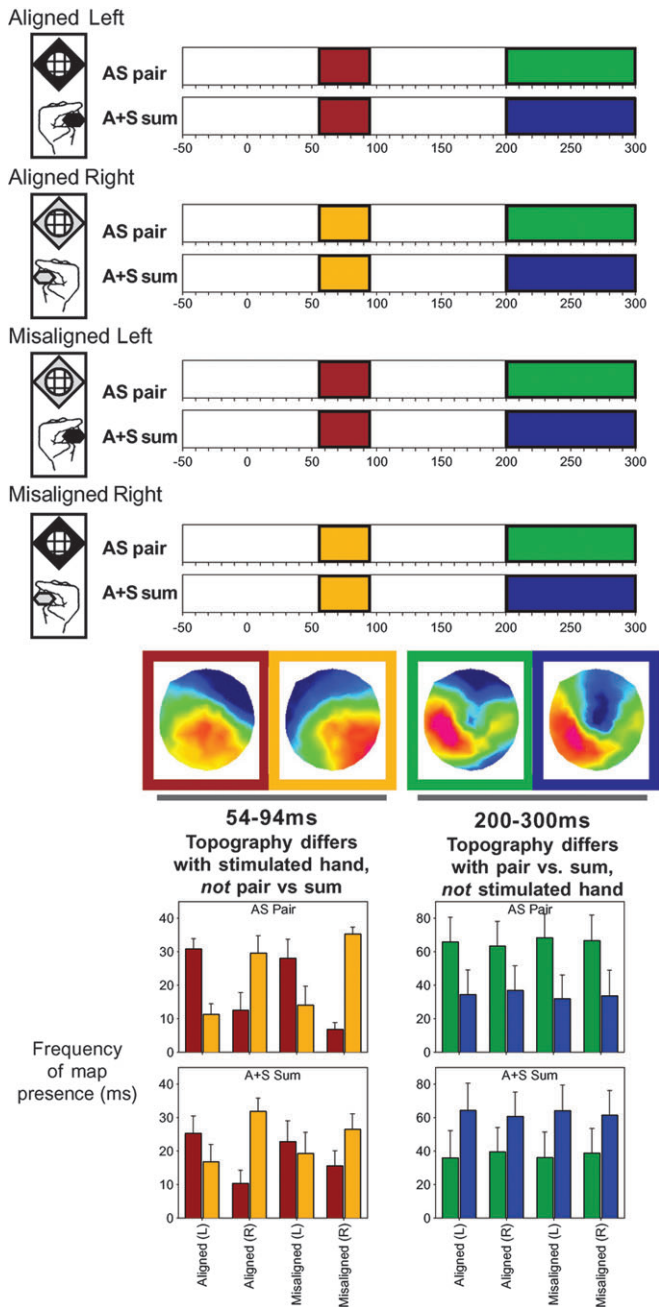 Aligned Left
AS pair
A+S sum
-50 0 50 100 150 200 250 300
Aligned Right
AS pair
A+S sum
-50 0 50 100 150 200 250 300
Misaligned Left
AS pair
A+S sum
-50 0 50 100 150 200 250 300
Misaligned Right
AS pair
A+S sum
-50 0 50 100 150 200 250 300
54-94ms
Topography differs
with stimulated hand,
not pair vs sum
200-300ms
Topography differs
with pair vs. sum,
not stimulated hand
Frequency
of map
presence (ms)
AS Pair
40
30
20
10
0
AS Pair
80
60
40
20
0
A+S Sum
40
30
20
10
0
Aligned (L)
Aligned (R)
Misaligned (L)
Misaligned (R)
A+S Sum
80
60
40
20
0
Aligned (L)
Aligned (R)
Misaligned (L)
Misaligned (R)